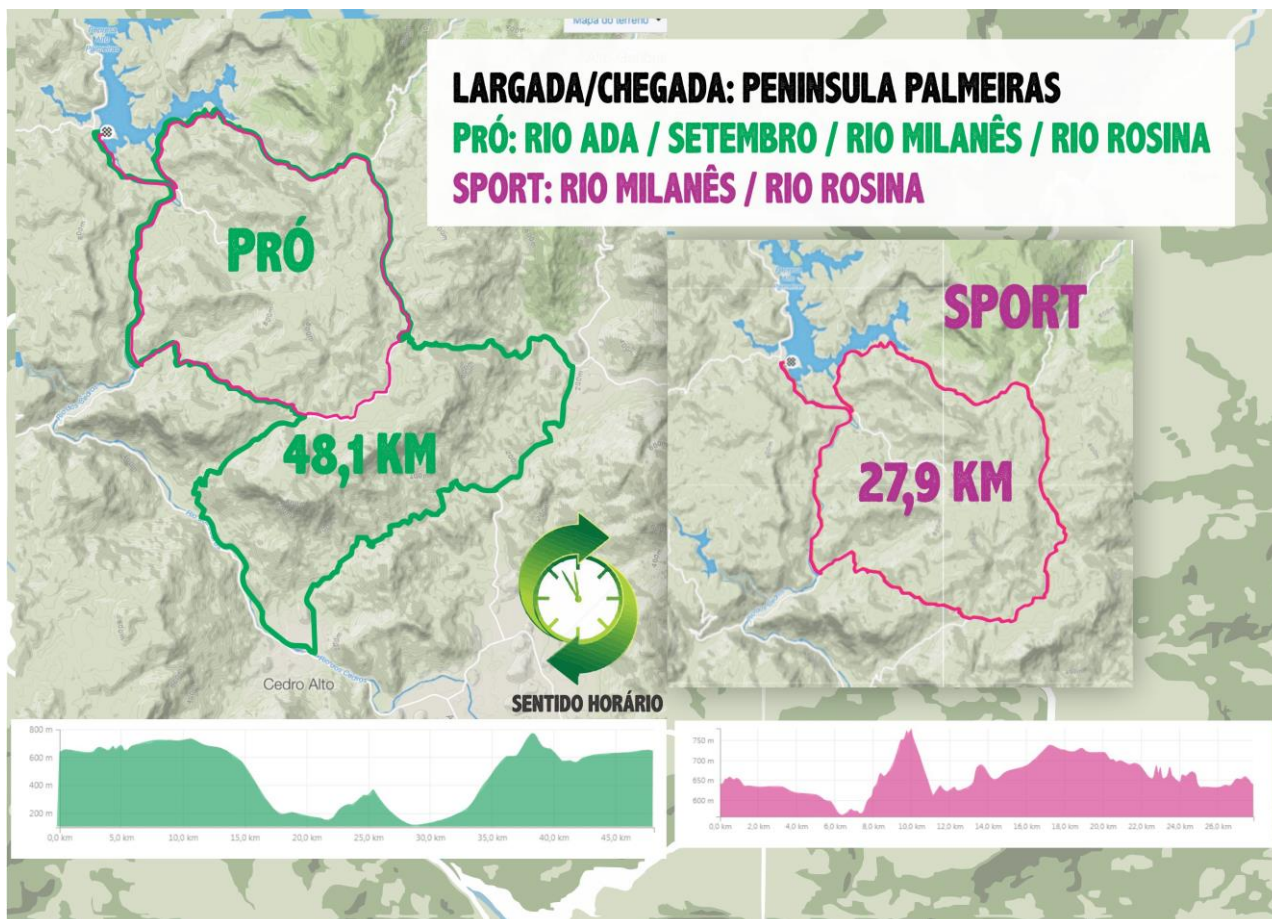 Mapa do terreno
LARGADA/CHEGADA: PENINSULA PALMEIRAS
PRÓ: RIO ADA / SETEMBRO / RIO MILANÊS / RIO ROSINA
SPORT: RIO MILANÊS / RIO ROSINA
PRÓ
SPORT
48,1 KM
27,9 KM
Cedro Alto
SENTIDO HORÁRIO
800 m
600 m
400 m
200 m
0,0 km 5,0 km 10,0 km 15,0 km 20,0 km 25,0 km 30,0 km 35,0 km 40,0 km 45,0 km
750 m
700 m
650 m
600 m
0,0 km 2,0 km 4,0 km 6,0 km 8,0 km 10,0 km 12,0 km 14,0 km 16,0 km 18,0 km 20,0 km 22,0 km 24,0 km 26,0 km